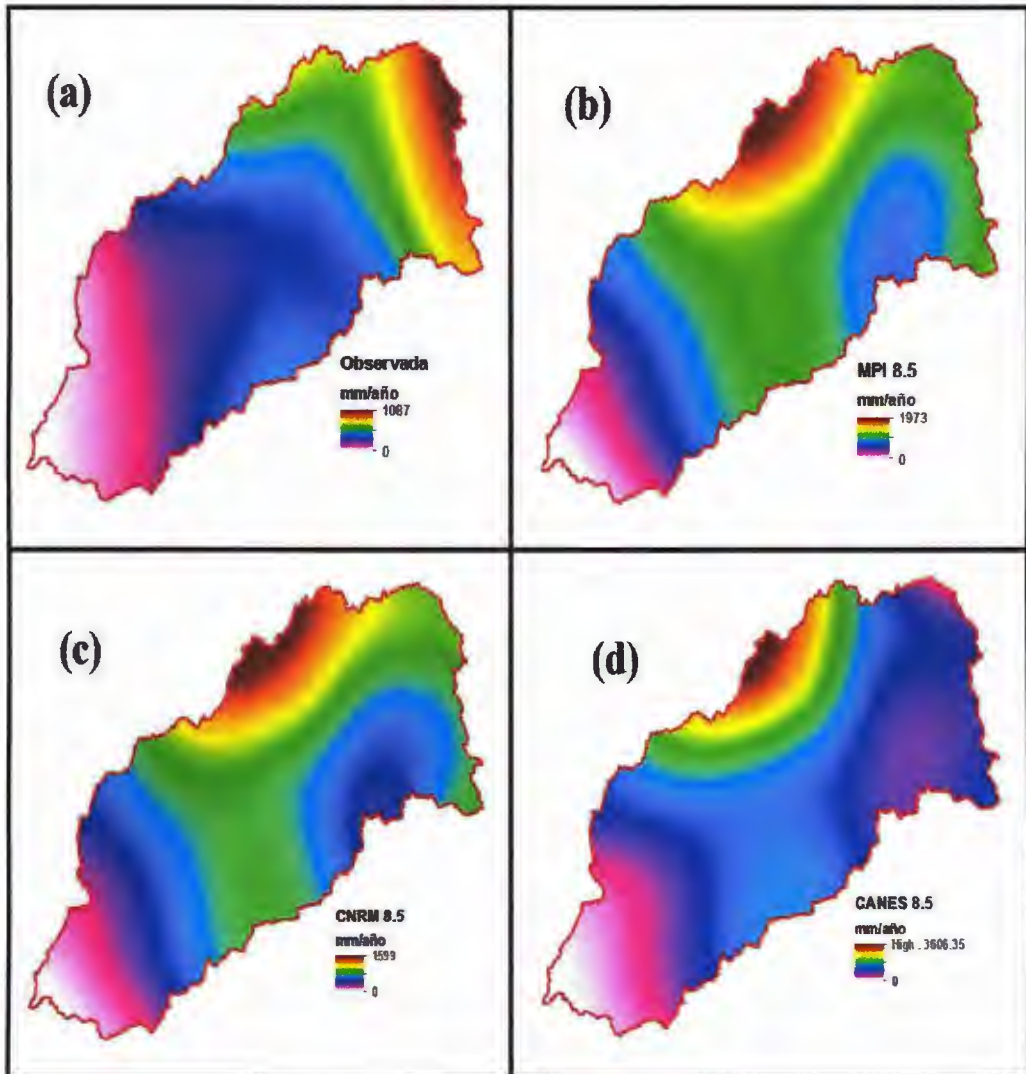 (a)
Observada
mm/año
1087
0
(b)
MPI 8.5
mm/año
1973
0
(c)
CNRM 8.5
mm/año
1599
0
(d)
CANES 8.5
mm/año
High : 3606.35
0